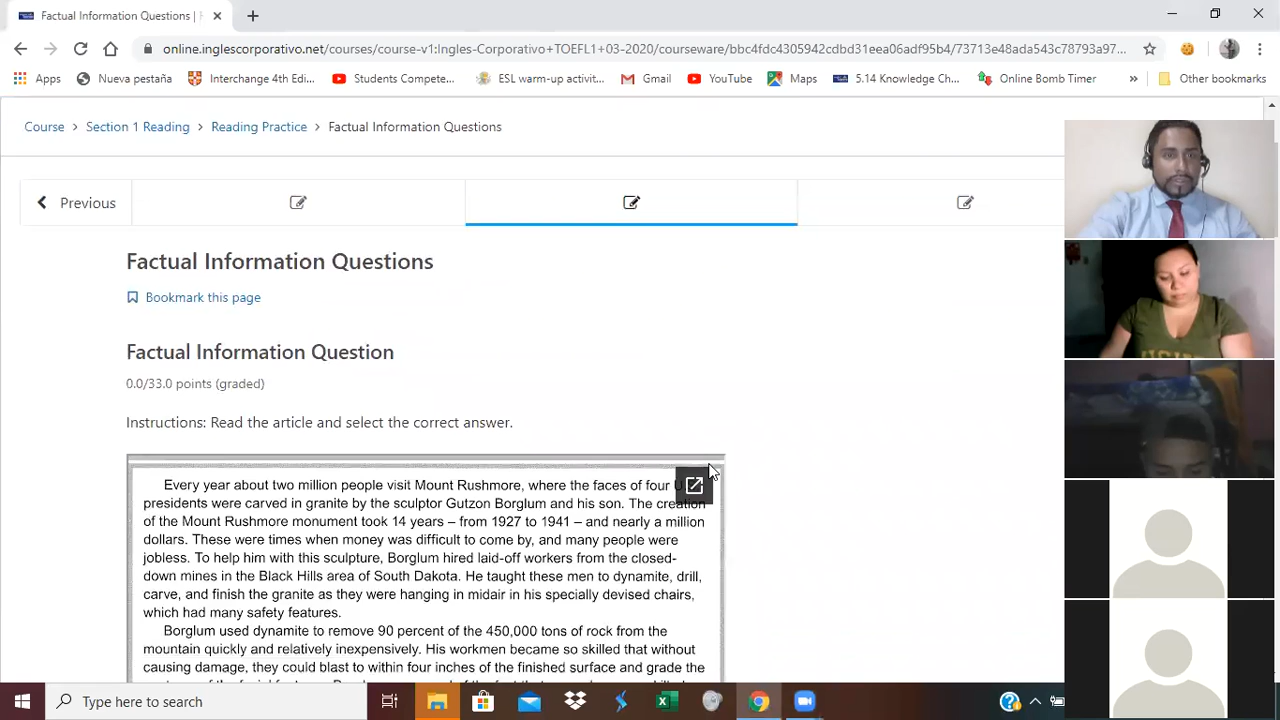 Factual Information Questions |
online.inglescorporativo.net/courses/course-v1:Ingles-Corporativo+TOEFL1+03-2020/courseware/bbc4fdc4305942cdbd31eea06adf95b4/73713e48ada543c78793a97...
Apps Nueva pestaña Interchange 4th Edi... Students Compete... ESL warm-up activit... Gmail YouTube Maps 5.14 Knowledge Ch... Online Bomb Timer » Other bookmarks
Course > Section 1 Reading > Reading Practice > Factual Information Questions
Previous
Factual Information Questions
Bookmark this page
Factual Information Question
0.0/33.0 points (graded)
Instructions: Read the article and select the correct answer.
Every year about two million people visit Mount Rushmore, where the faces of four U
presidents were carved in granite by the sculptor Gutzon Borglum and his son. The creation
of the Mount Rushmore monument took 14 years – from 1927 to 1941 – and nearly a million
dollars. These were times when money was difficult to come by, and many people were
jobless. To help him with this sculpture, Borglum hired laid-off workers from the closed-
down mines in the Black Hills area of South Dakota. He taught these men to dynamite, drill,
carve, and finish the granite as they were hanging in midair in his specially devised chairs,
which had many safety features.
Borglum used dynamite to remove 90 percent of the 450,000 tons of rock from the
mountain quickly and relatively inexpensively. His workmen became so skilled that without
causing damage, they could blast to within four inches of the finished surface and grade the
Type here to search